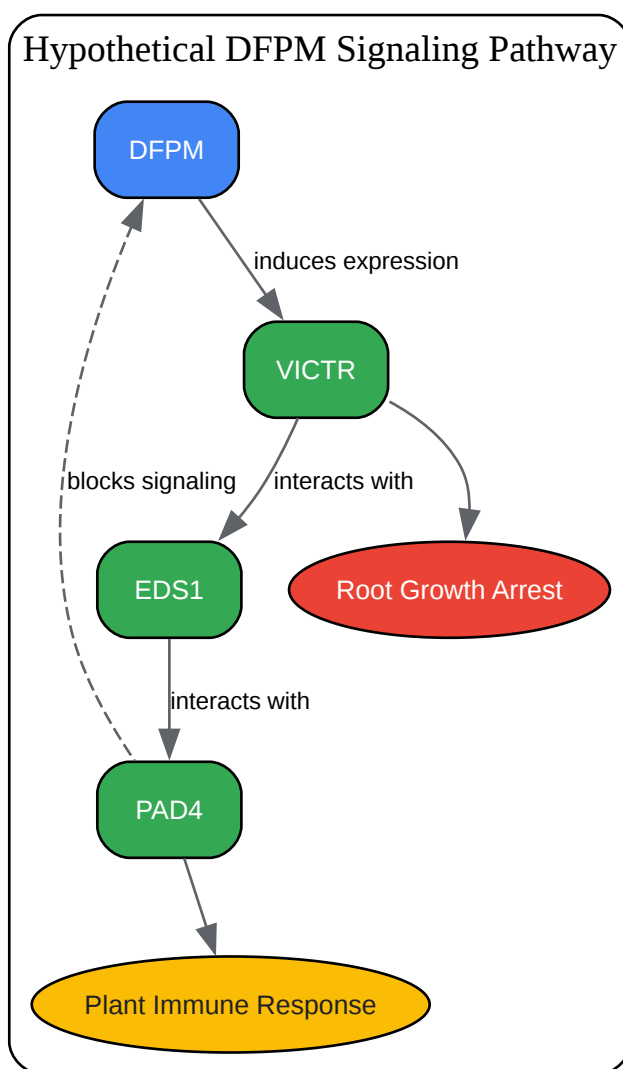 Hypothetical DFPM Signaling Pathway
DFPM
induces expression
VICTR
blocks signaling
interacts with
EDS1
Root Growth Arrest
interacts with
PAD4
Plant Immune Response